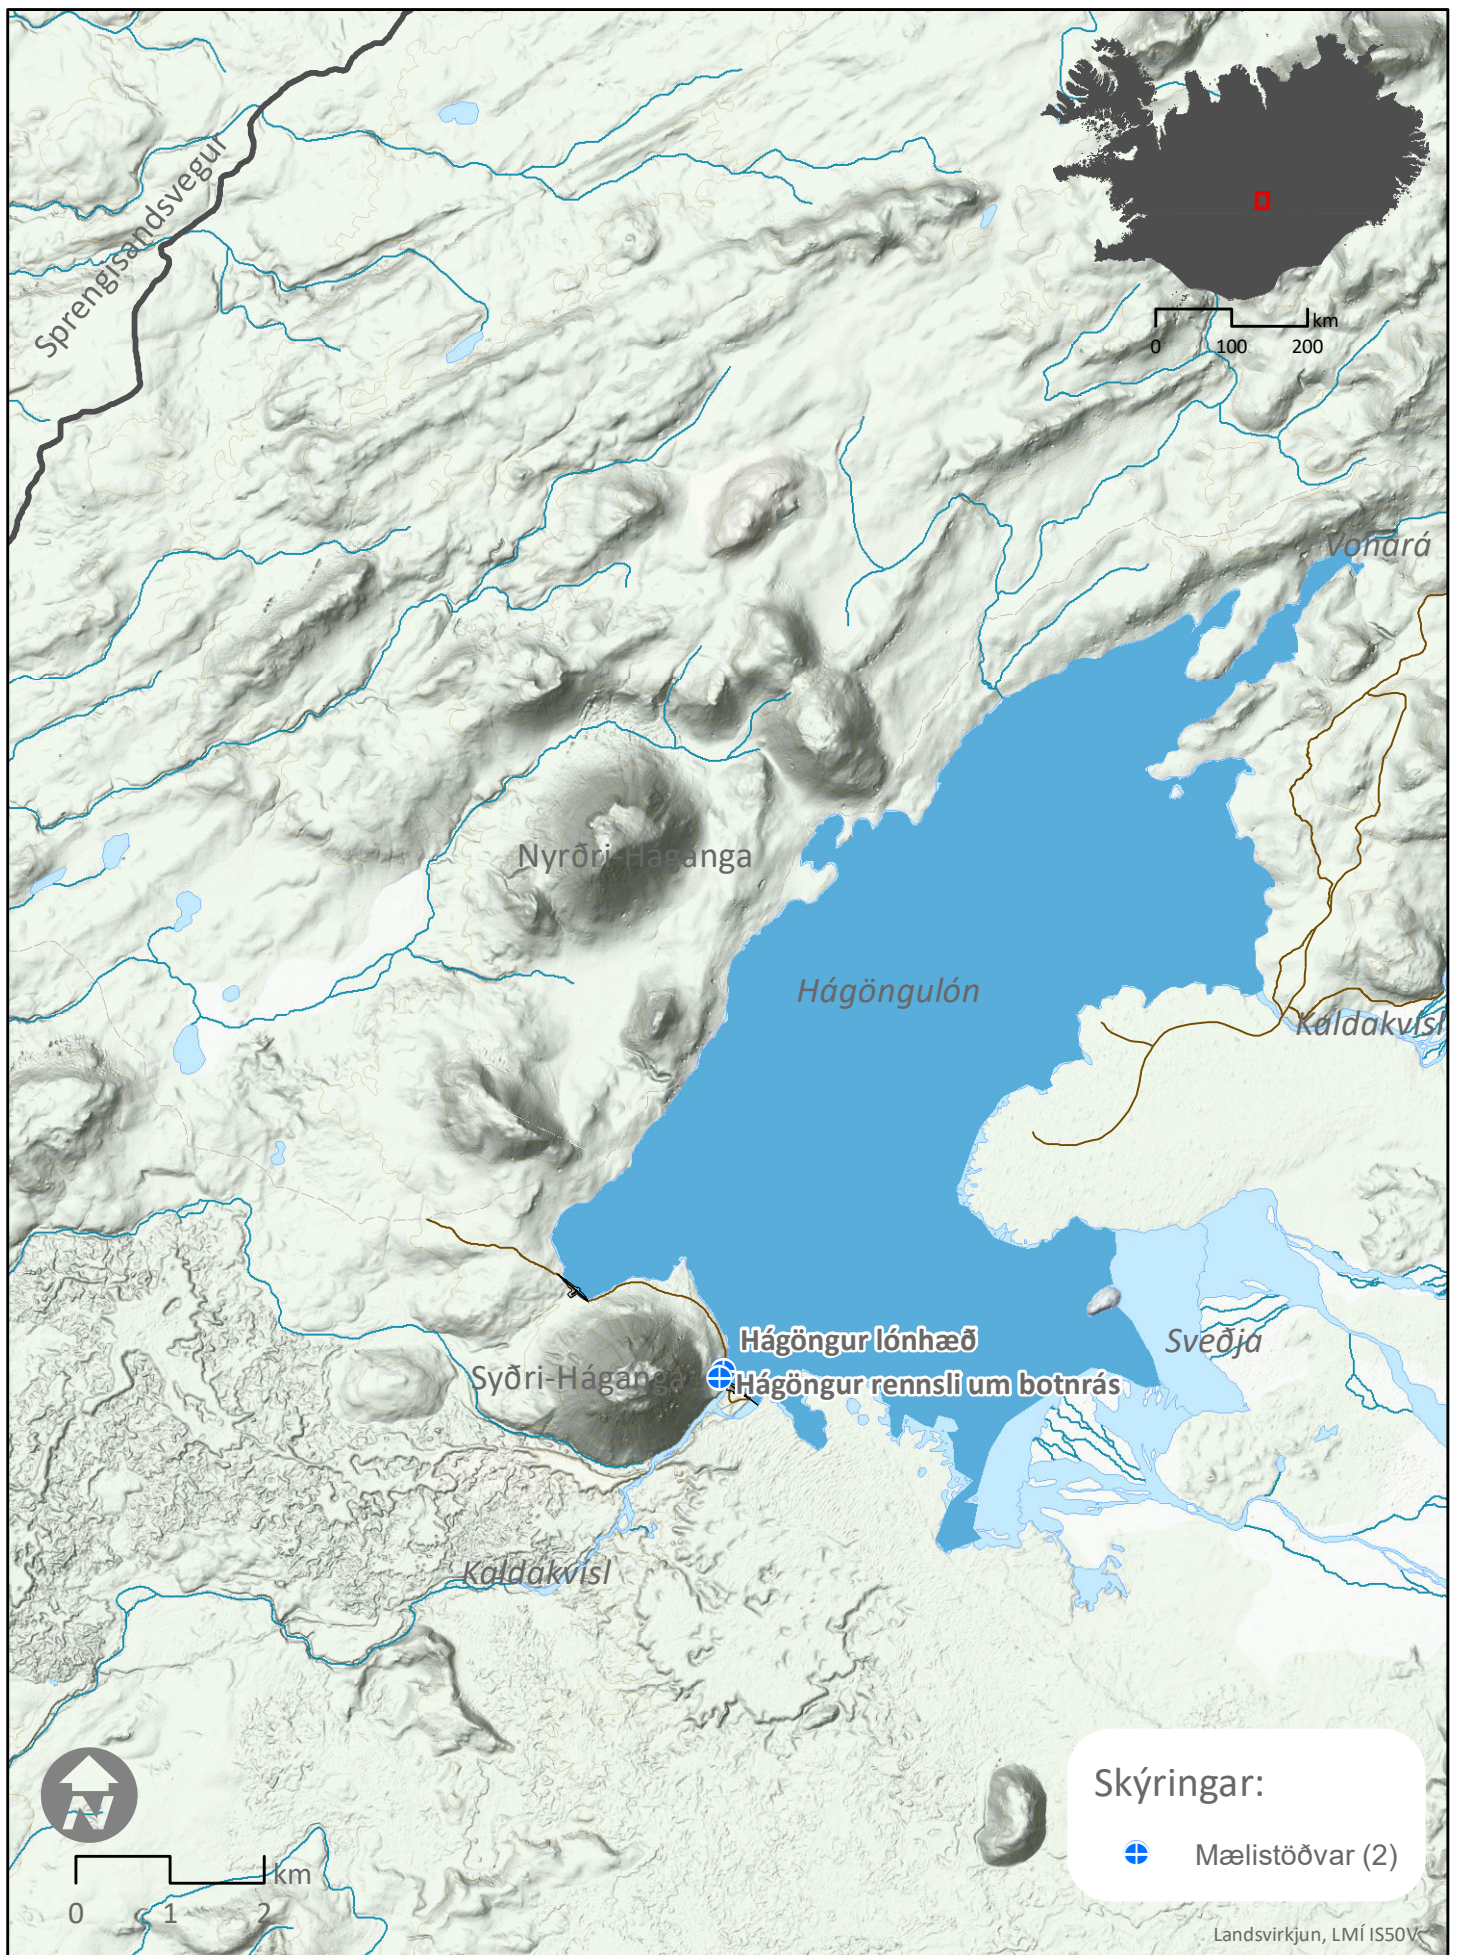 Sprengisandsvegur
km
0 100 200
Vonará
Nyrðri-Háganga
Hágöngulón
Kaldakvísl
Hágöngur lónhæð
Sveðja
Syðri-Háganga
Hágöngur rennsli um botnrás
Kaldakvísl
Skýringar:
Mælistöðvar (2)
N
km
0 1 2
Landsvirkjun, LMÍ IS50V